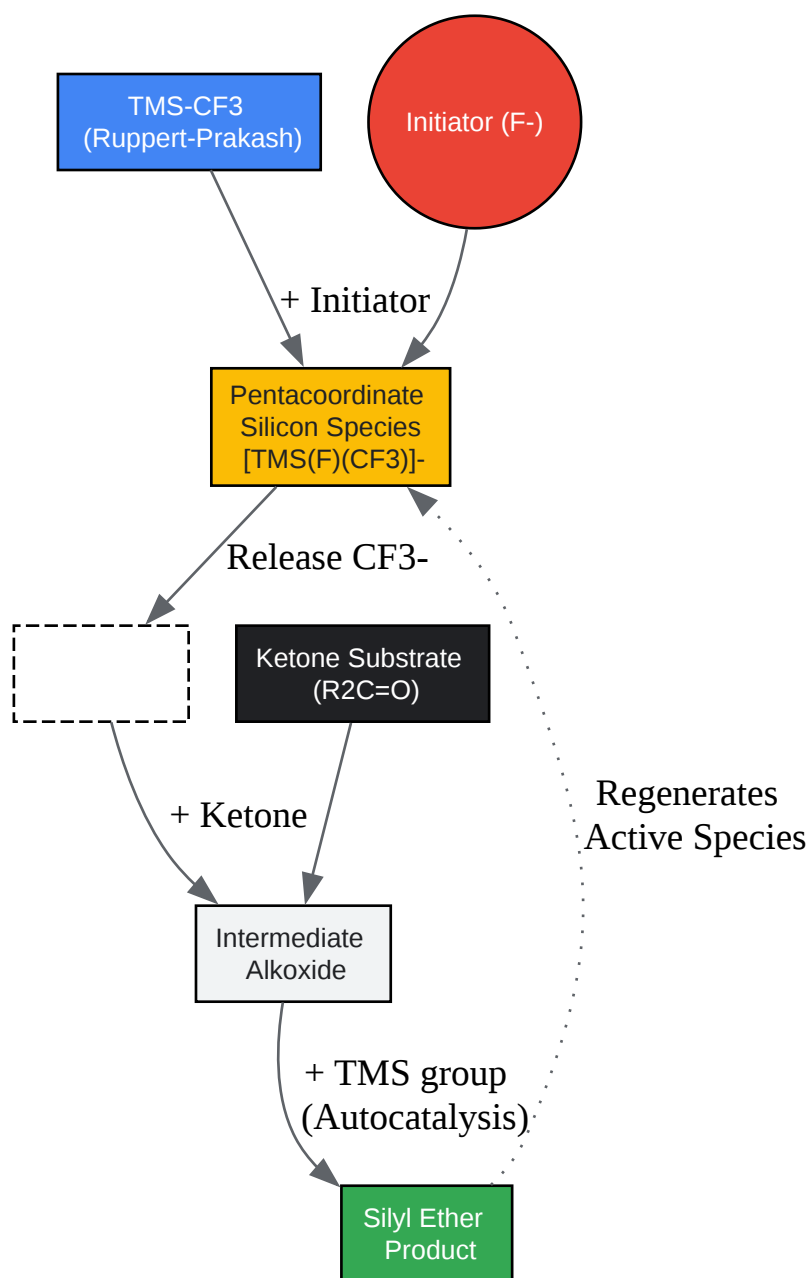 TMS-CF3
(Ruppert-Prakash)
Initiator (F-)
+ Initiator
Pentacoordinate
Silicon Species
[TMS(F)(CF3)]-
Release CF3-
Ketone Substrate
(R2C=O)
+ Ketone
Regenerates
Active Species
Intermediate
Alkoxide
+ TMS group
(Autocatalysis)
Silyl Ether
Product